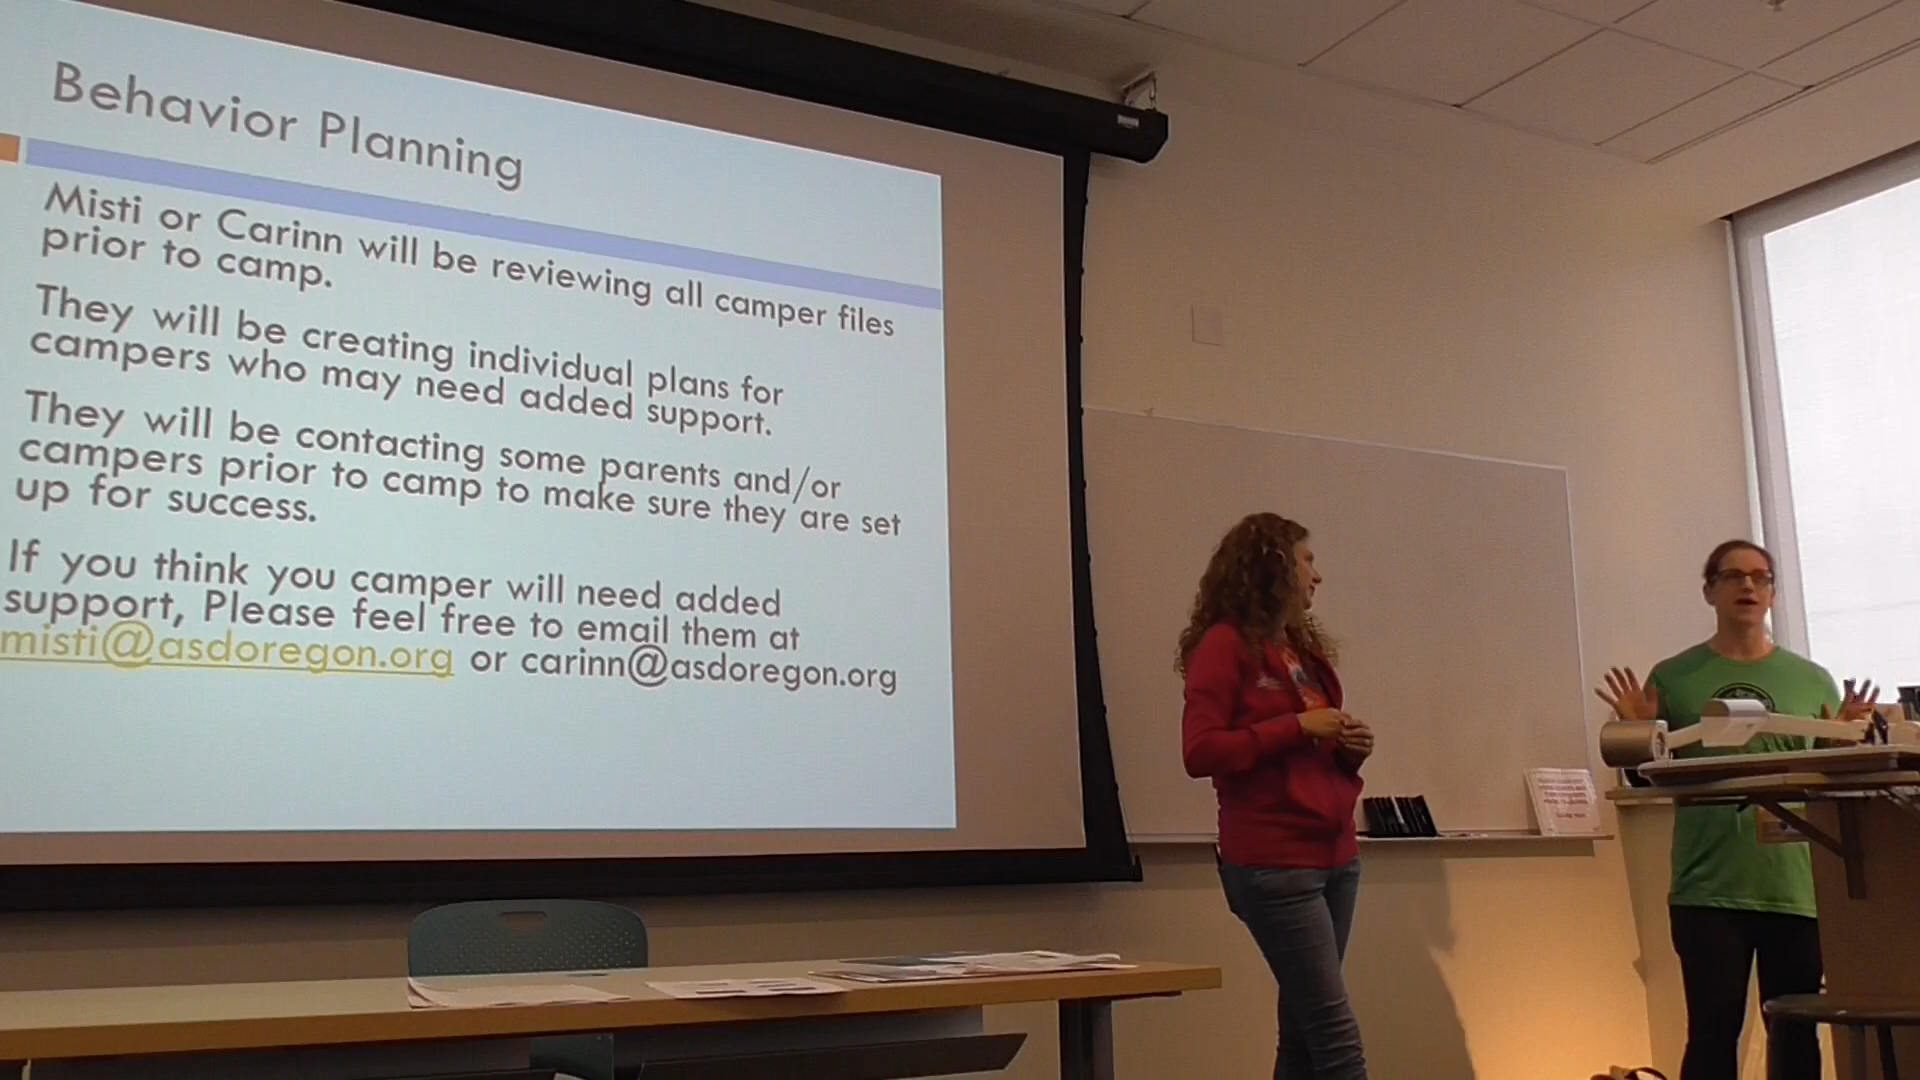 Behavior Planning
Misti or Carinn will be reviewing all camper files
prior to camp.
They will be creating individual plans for
campers who may need added support.
They will be contacting some parents and/or
campers prior to camp to make sure they are set
up for success.
If you think you camper will need added
support, Please feel free to email them at
misti@asdoregon.org or carinn@asdoregon.org